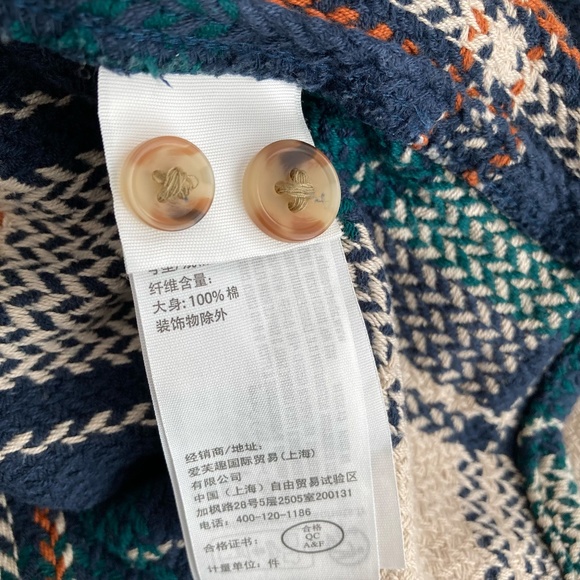 纤维含量:
大身: 100% 棉
装饰物除外
经销商/地址:
爱芙趣国际贸易(上海)
有限公司
中国（上海）自由贸易试验区
加枫路28号5层2505室200131
电话: 400-120-1186
合格证书:
合格
QC
A&F
计量单位: 件